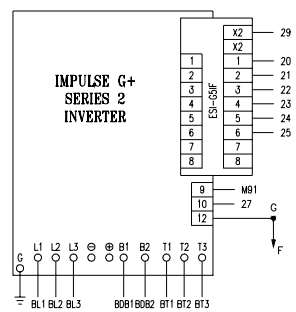 X2 29
X2
1 1 20
2 2 21
3 3 22
4 4 23
5 5 24
6 6 25
7 7
8 8
ESI-G5IF
IMPULSE G+
SERIES 2
INVERTER
9 M91
10 27
12 G
F
G L1 L2 L3 ⊖ ⊕ B1 B2 T1 T2 T3
BL1 BL2 BL3 BDB1 BDB2 BT1 BT2 BT3